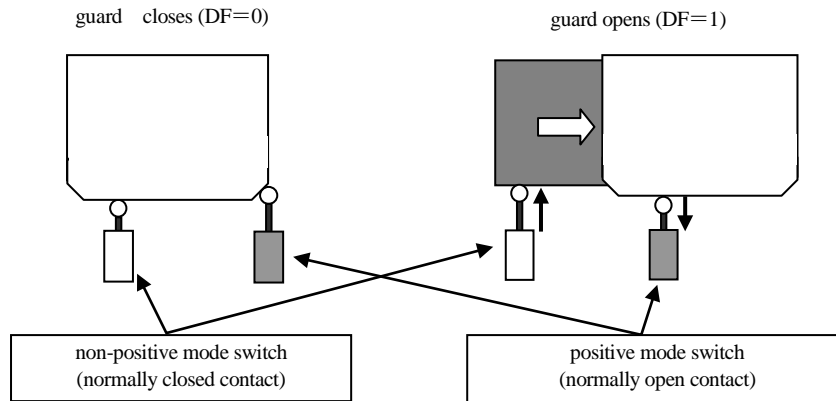 guard closes (DF=0)
guard opens (DF=1)
non-positive mode switch
(normally closed contact)
positive mode switch
(normally open contact)